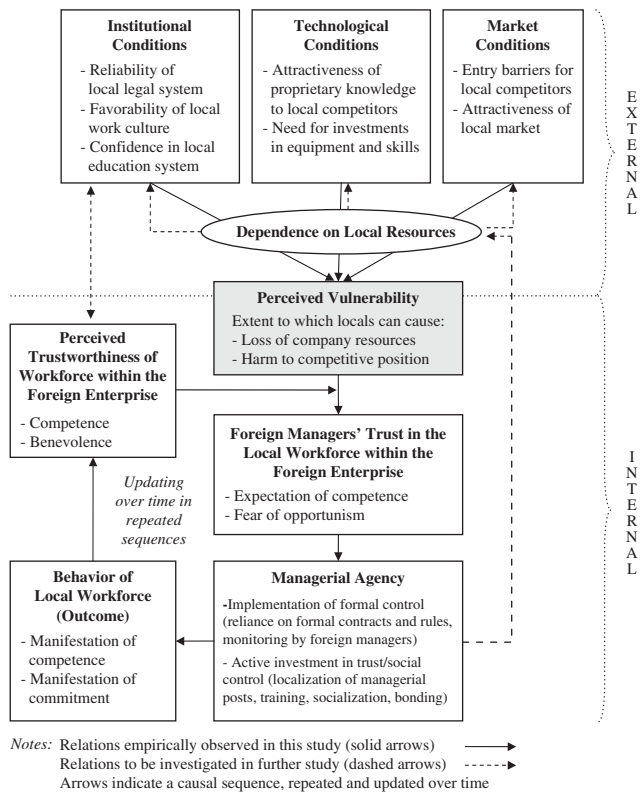 Institutional
Conditions
- Reliability of
local legal system
- Favorability of local
work culture
- Confidence in local
education system
Technological
Conditions
- Attractiveness of
proprietary knowledge
to local competitors
- Need for investments
in equipment and skills
Market
Conditions
- Entry barriers for
local competitors
- Attractiveness of
local market
EXTERNAL
Dependence on Local Resources
Perceived Vulnerability
Extent to which locals can cause:
- Loss of company resources
- Harm to competitive position
Perceived
Trustworthiness of
Workforce within the
Foreign Enterprise
- Competence
- Benevolence
Foreign Managers’ Trust in the
Local Workforce within the
Foreign Enterprise
- Expectation of competence
- Fear of opportunism
Updating
over time in
repeated
sequences
INTERNAL
Behavior of
Local Workforce
(Outcome)
- Manifestation of
competence
- Manifestation of
commitment
Managerial Agency
-Implementation of formal control
(reliance on formal contracts and rules,
monitoring by foreign managers)
- Active investment in trust/social
control (localization of managerial
posts, training, socialization, bonding)
Notes: Relations empirically observed in this study (solid arrows)
Relations to be investigated in further study (dashed arrows)
Arrows indicate a causal sequence, repeated and updated over time